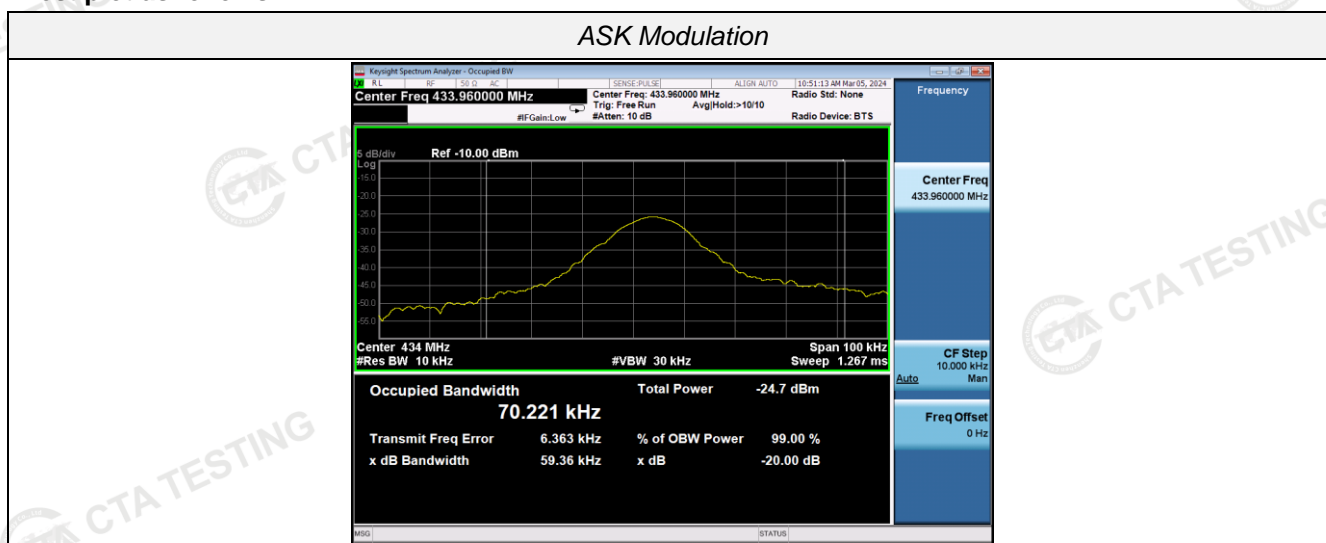 ASK Modulation
Keysight Spectrum Analyzer - Occupied BW
RL RF 50 Ω AC SENSE:PULSE ALIGN AUTO 10:51:13 AM Mar 05, 2024
Center Freq 433.960000 MHz
Center Freq: 433.960000 MHz Radio Std: None
Trig: Free Run Avg|Hold:>10/10
#IFGain:Low #Atten: 10 dB Radio Device: BTS
5 dB/div Ref -10.00 dBm
Log
-15.0
-20.0
-25.0
-30.0
-35.0
-40.0
-45.0
-50.0
-55.0
Center 434 MHz Span 100 kHz
#Res BW 10 kHz #VBW 30 kHz Sweep 1.267 ms
Occupied Bandwidth Total Power -24.7 dBm
70.221 kHz
Transmit Freq Error 6.363 kHz % of OBW Power 99.00 %
x dB Bandwidth 59.36 kHz x dB -20.00 dB
MSG STATUS
Frequency
Center Freq
433.960000 MHz
CF Step
10.000 kHz
Auto Man
Freq Offset
0 Hz
CTA TESTING
CTA TESTING